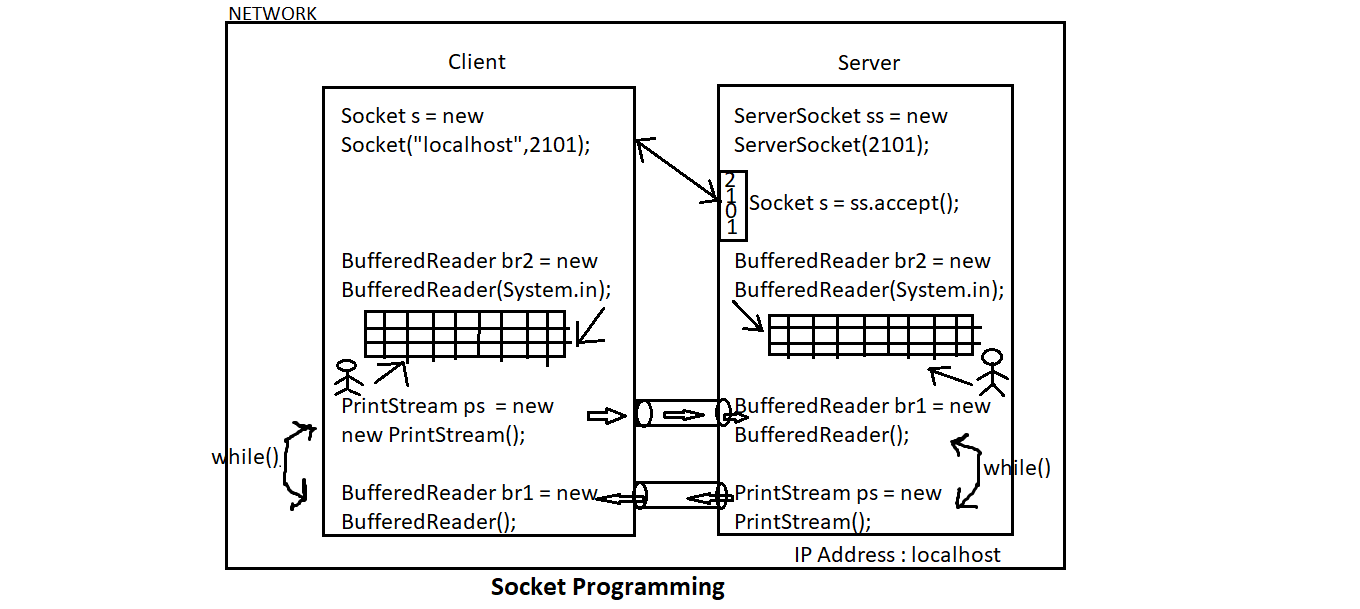 NETWORK
Client
Server
Socket s = new
Socket("localhost",2101);
ServerSocket ss = new
ServerSocket(2101);
2
1
0
1
Socket s = ss.accept();
BufferedReader br2 = new
BufferedReader(System.in);
BufferedReader br2 = new
BufferedReader(System.in);
PrintStream ps  = new
new PrintStream();
BufferedReader br1 = new
BufferedReader();
while()
while()
BufferedReader br1 = new
BufferedReader();
PrintStream ps = new
PrintStream();
IP Address : localhost
Socket Programming